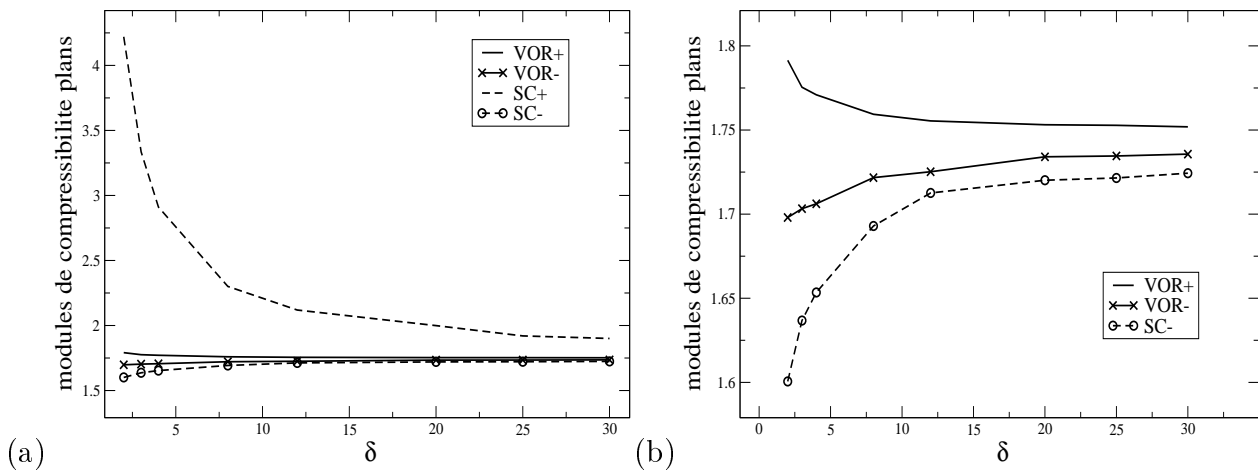 modules de compressibilite plans
4
3.5
3
2.5
2
1.5
VOR+
VOR-
SC+
SC-
5
10
15
20
25
30
δ
(a)
modules de compressibilite plans
1.8
1.75
1.7
1.65
1.6
VOR+
VOR-
SC-
0
5
10
15
20
25
30
δ
(b)